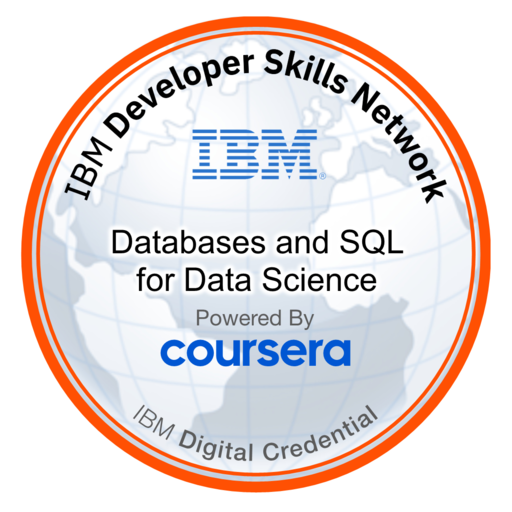 IBM Developer Skills Network
IBM®
Databases and SQL
for Data Science
Powered By
coursera
IBM Digital Credential